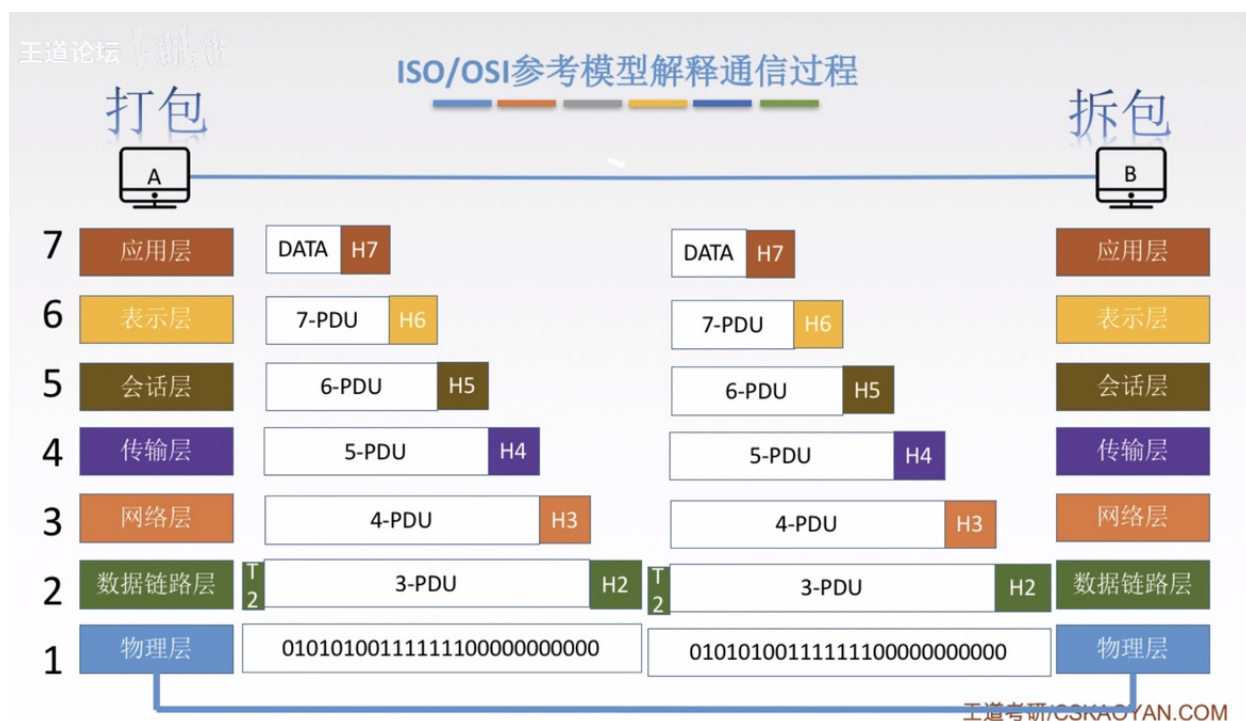 王道论坛
ISO/OSI参考模型解释通信过程
打包
拆包
A
B
7 应用层 DATA H7 DATA H7 应用层
6 表示层 7-PDU H6 7-PDU H6 表示层
5 会话层 6-PDU H5 6-PDU H5 会话层
4 传输层 5-PDU H4 5-PDU H4 传输层
3 网络层 4-PDU H3 4-PDU H3 网络层
2 数据链路层 T2 3-PDU H2 T2 3-PDU H2 数据链路层
1 物理层 0101010011111110000000000 0101010011111110000000000 物理层
王道考研/CSKAOYAN.COM